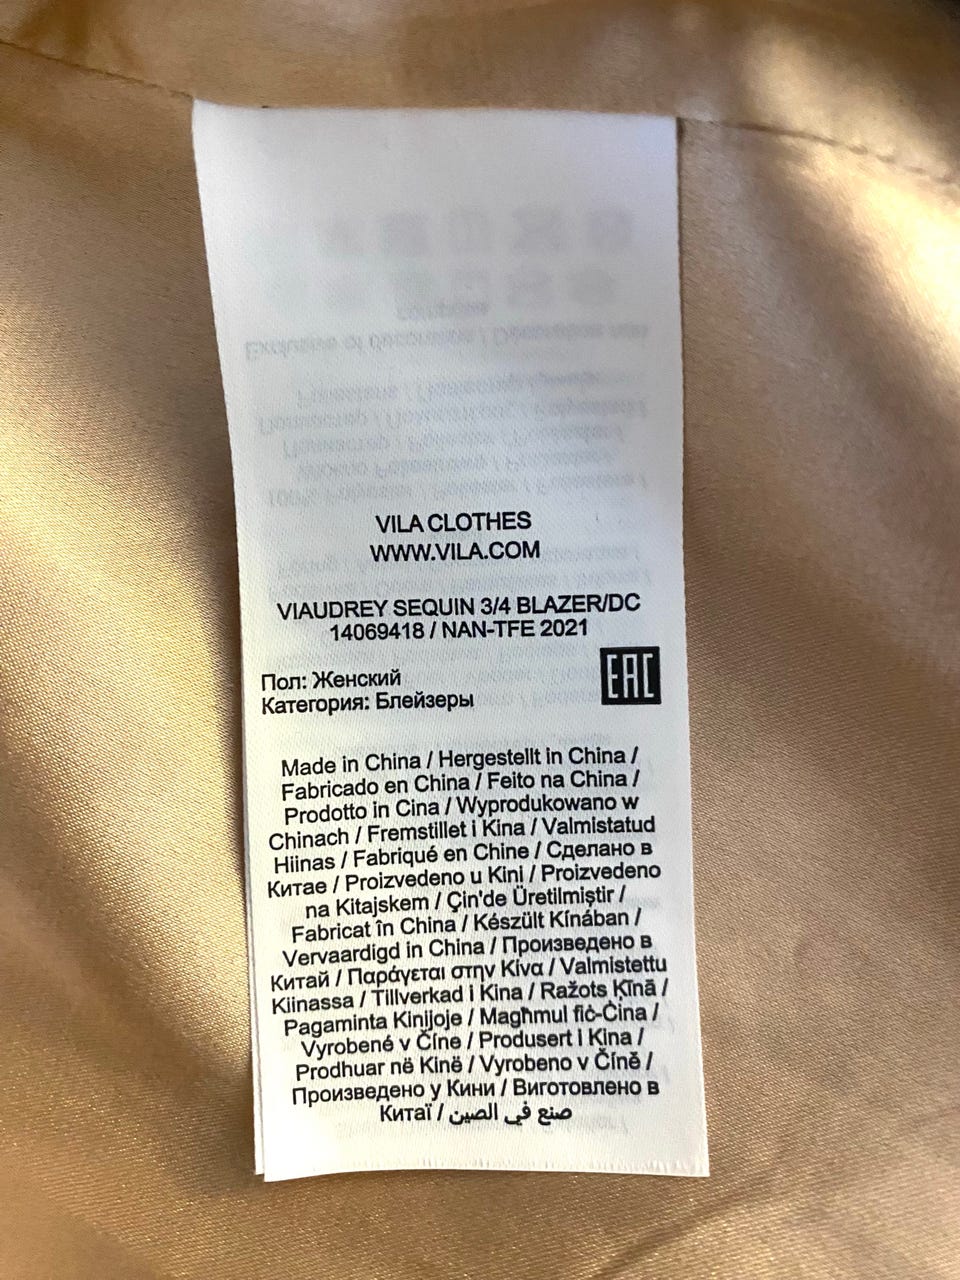 VILA CLOTHES
WWW.VILA.COM
VIAUDREY SEQUIN 3/4 BLAZER/DC
14069418 / NAN-TFE 2021
Пол: Женский
Категория: Блейзеры
EAC
Made in China / Hergestellt in China /
Fabricado en China / Feito na China /
Prodotto in Cina / Wyprodukowano w
Chinach / Fremstillet i Kina / Valmistatud
Hiinas / Fabriqué en Chine / Сделано в
Китае / Proizvedeno u Kini / Proizvedeno
na Kitajskem / Çin'de Üretilmiştir /
Fabricat în China / Készült Kínában /
Vervaardigd in China / Произведено в
Китай / Παράγεται στην Κίνα / Valmistettu
Kiinassa / Tillverkad i Kina / Ražots Ķīnā /
Pagaminta Kinijoje / Magħmul fiċ-Ċina /
Vyrobené v Číne / Produsert i Kina /
Prodhuar në Kinë / Vyrobeno v Číně /
Произведено у Кини / Виготовлено в
Китаї / صنع في الصين